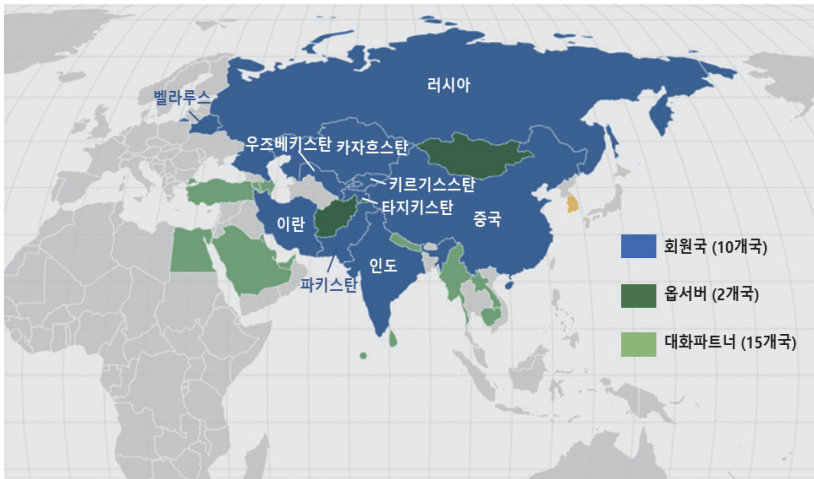 러시아
벨라루스
우즈베키스탄
카자흐스탄
키르기스스탄
타지키스탄
이란
중국
인도
파키스탄
회원국 (10개국)
옵서버 (2개국)
대화파트너 (15개국)